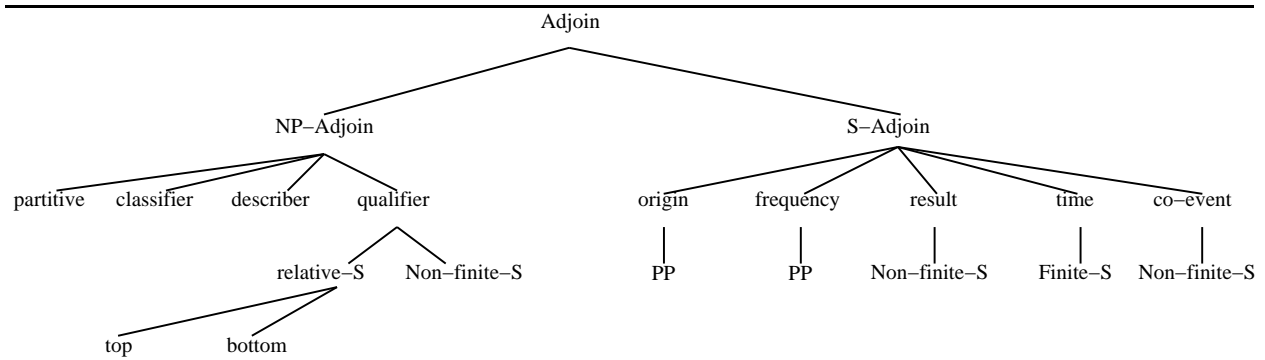 Adjoin
NP−Adjoin S−Adjoin
partitive classifier describer qualifier origin frequency result time co−event
relative−S Non−finite−S PP PP Non−finite−S Finite−S Non−finite−S
top bottom